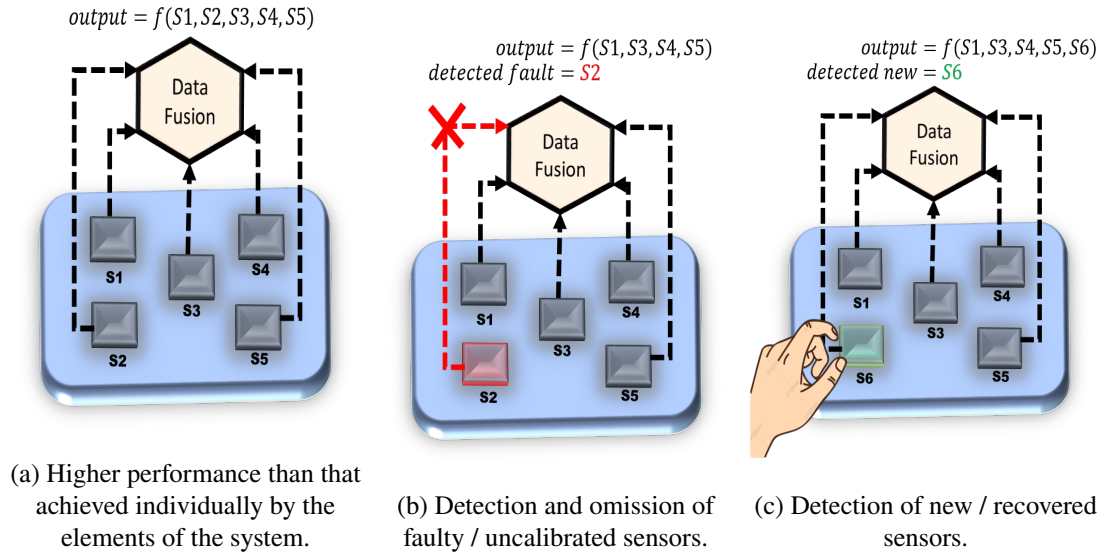 output = f(S1,S2,S3,S4,S5)
Data
Fusion
S1
S4
S3
S2
S5
(a) Higher performance than that
achieved individually by the
elements of the system.
output = f(S1,S3,S4,S5)
detected fault = S2
Data
Fusion
S1
S4
S3
S2
S5
(b) Detection and omission of
faulty / uncalibrated sensors.
output = f(S1,S3,S4,S5,S6)
detected new = S6
Data
Fusion
S1
S4
S3
S6
S5
(c) Detection of new / recovered
sensors.